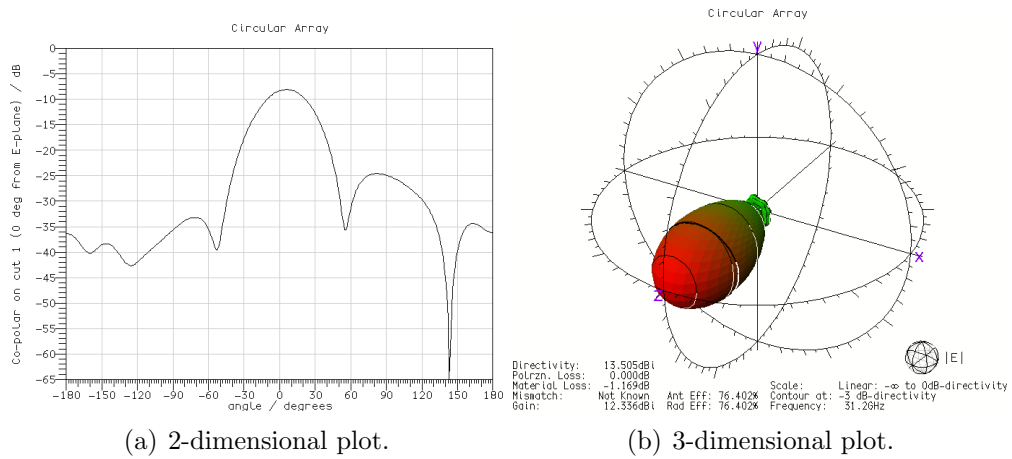 Circular Array
Co-polar on cut 1 (0 deg from E-plane) / dB
0
-5
-10
-15
-20
-25
-30
-35
-40
-45
-50
-55
-60
-65
-180 -150 -120 -90 -60 -30 0 30 60 90 120 150 180
angle / degrees
(a) 2-dimensional plot.
Circular Array
Y
X
Z
|E|
Directivity: 13.505dBi
Polrzn. Loss: 0.000dB
Material Loss: -1.169dB Scale: Linear: -∞ to 0dB-directivity
Mismatch: Not Known Ant Eff: 76.402% Contour at: -3 dB-directivity
Gain: 12.336dBi Rad Eff: 76.402% Frequency: 31.2GHz
(b) 3-dimensional plot.